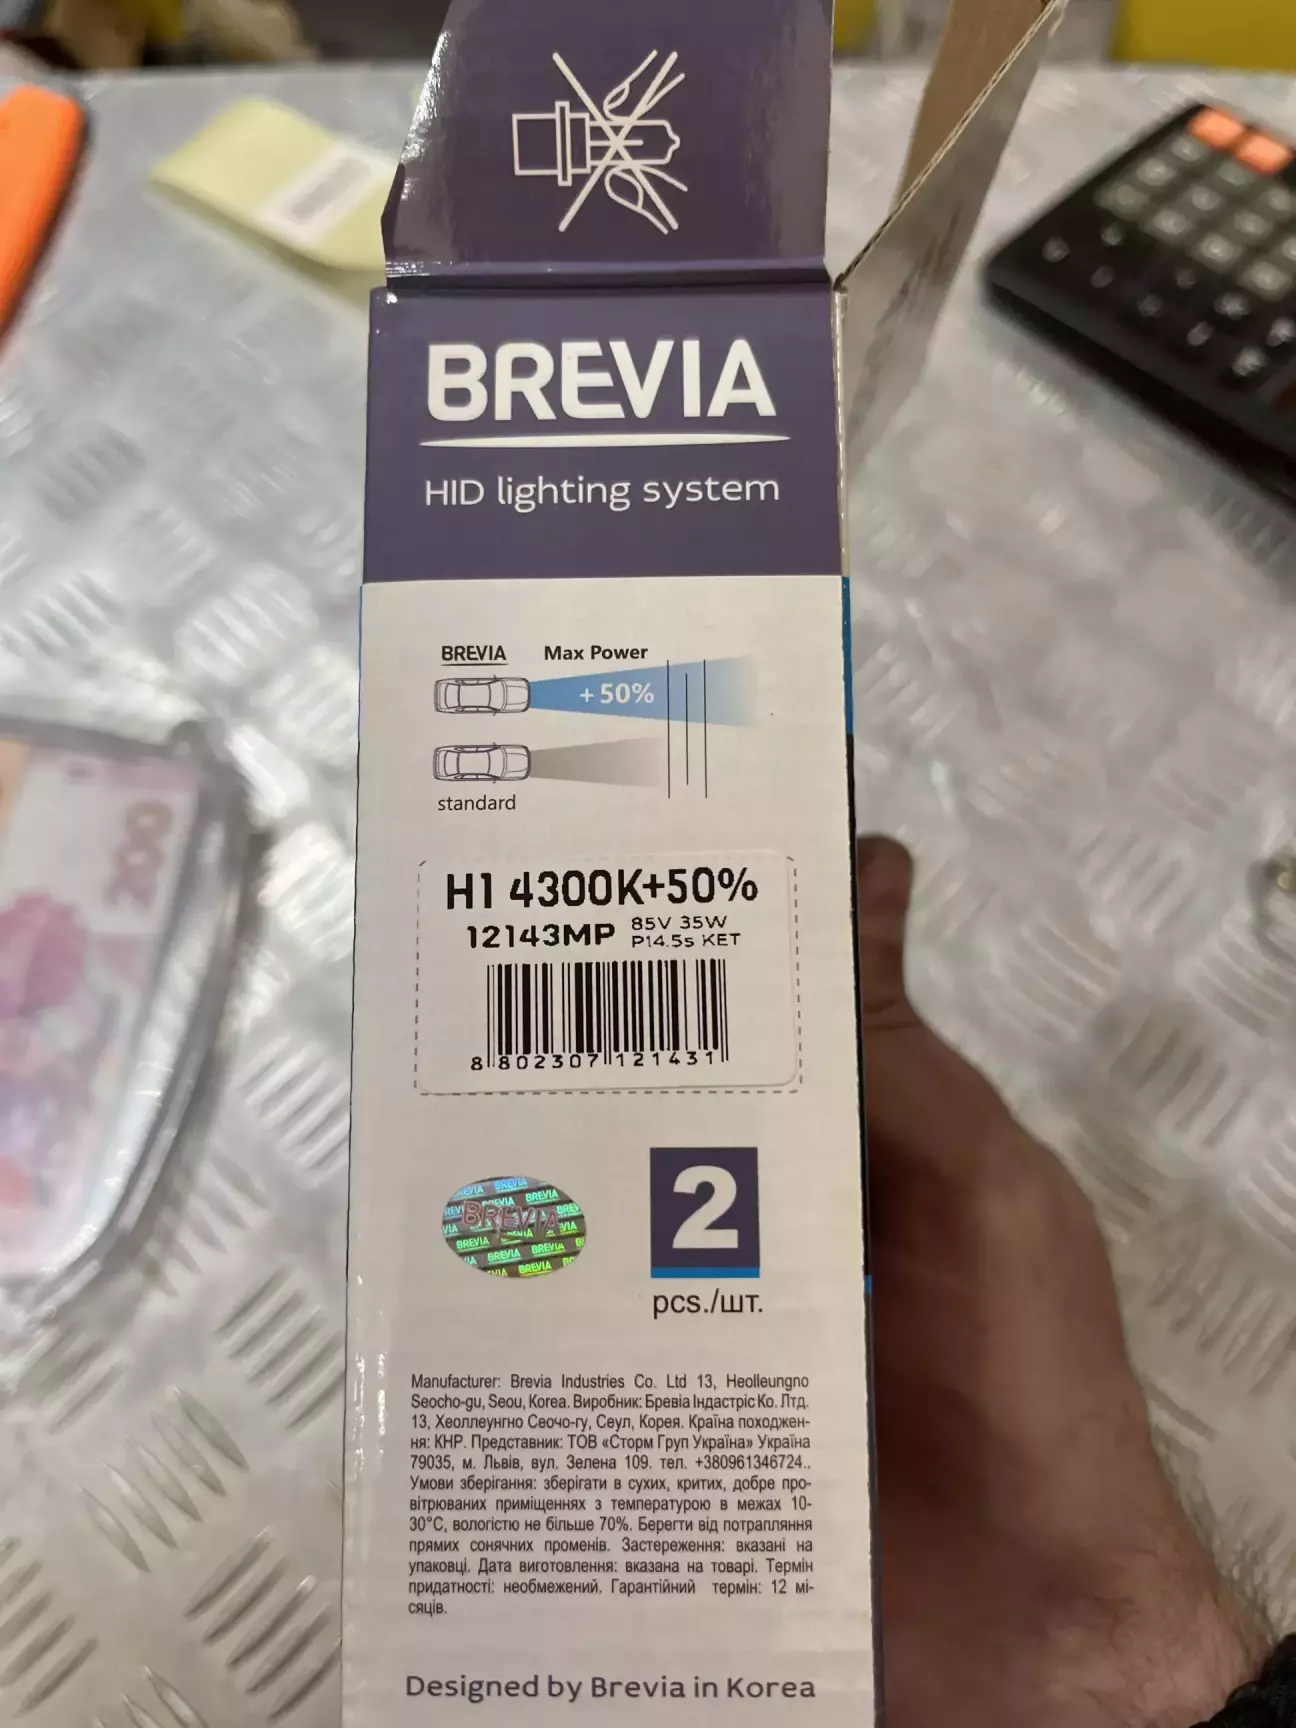 BREVIA
HID lighting system
BREVIA Max Power
+ 50%
standard
H1 4300K+50%
12143MP 85V 35W
P14.5s KET
8 802307 121431
BREVIA
2
pcs./шт.
Manufacturer: Brevia Industries Co. Ltd 13, Heolleungno
Seocho-gu, Seou, Korea. Виробник: Бревіа Індастріс Ко. Лтд.
13, Хеоллеунгно Сеочо-гу, Сеул, Корея. Країна походжен-
ня: КНР. Представник: ТОВ «Сторм Груп Україна» Україна
79035, м. Львів, вул. Зелена 109. тел. +380961346724..
Умови зберігання: зберігати в сухих, критих, добре про-
вітрюваних приміщеннях з температурою в межах 10-
30°С, вологістю не більше 70%. Берегти від потрапляння
прямих сонячних променів. Застереження: вказані на
упаковці. Дата виготовлення: вказана на товарі. Термін
придатності: необмежений. Гарантійний термін: 12 мі-
сяців.
Designed by Brevia in Korea
200